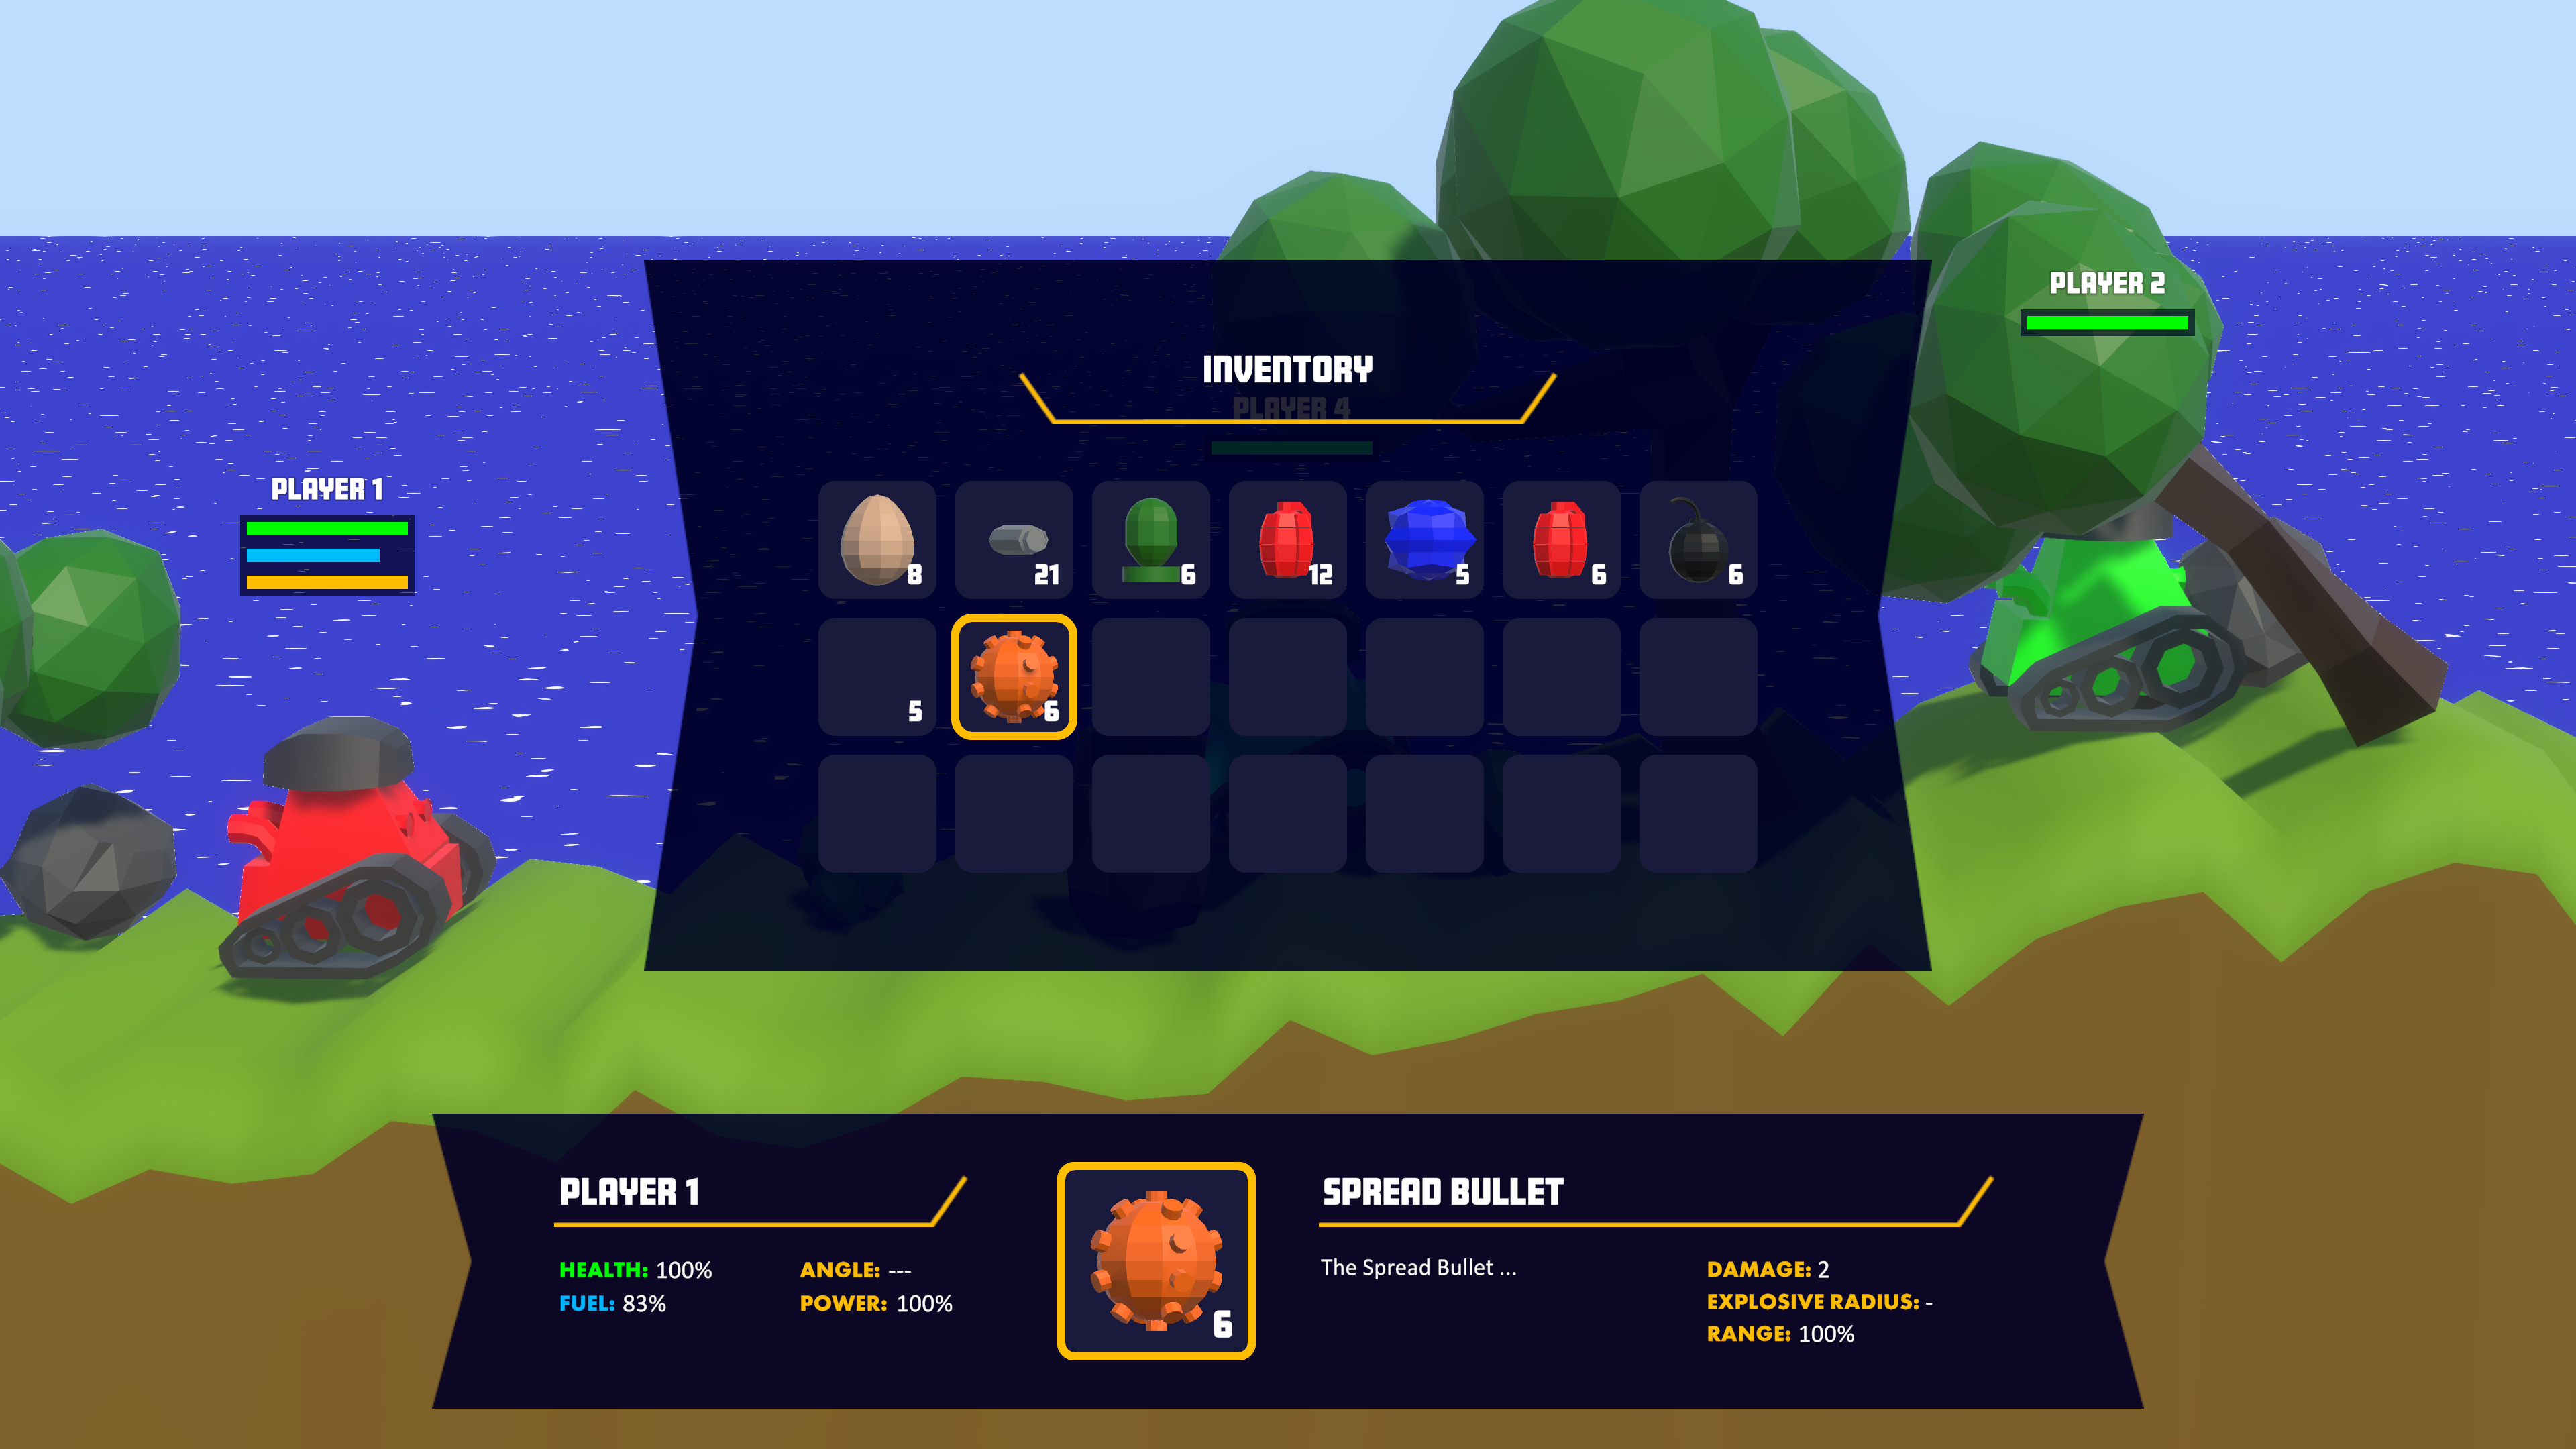 PLAYER 2
INVENTORY
PLAYER 4
PLAYER 1
8
21
6
12
5
6
6
5
6
PLAYER 1
HEALTH: 100%
ANGLE: ---
FUEL: 83%
POWER: 100%
6
SPREAD BULLET
The Spread Bullet ...
DAMAGE: 2
EXPLOSIVE RADIUS: -
RANGE: 100%